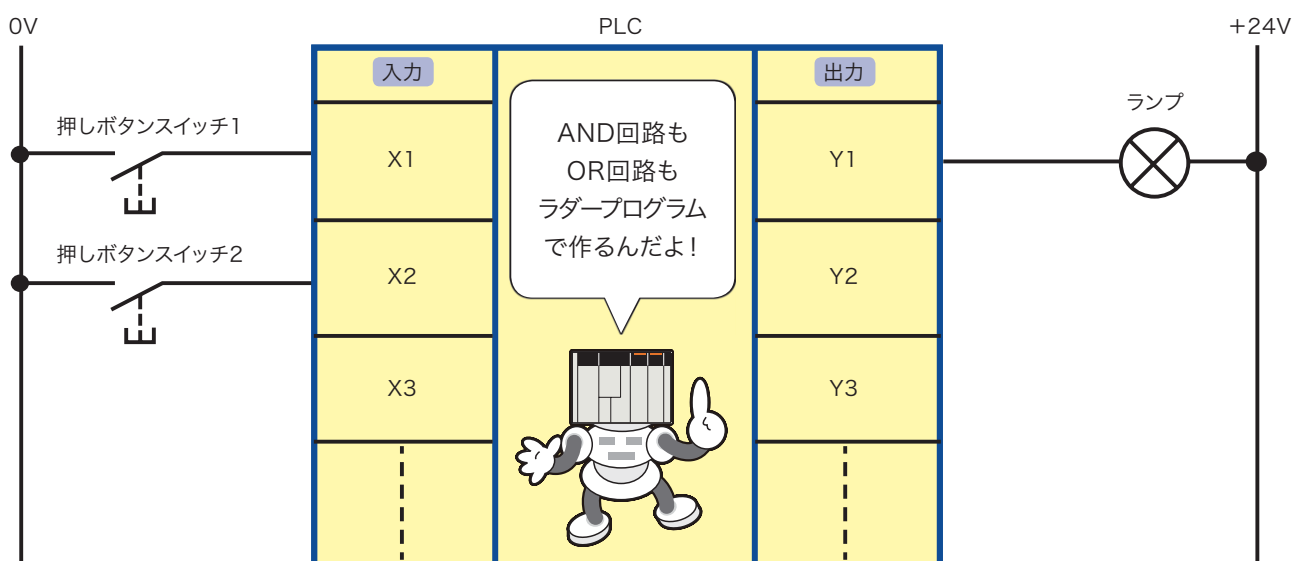 0V
PLC
+24V
入力
出力
ランプ
押しボタンスイッチ1
X1
AND回路も
OR回路も
ラダープログラム
で作るんだよ！
Y1
押しボタンスイッチ2
X2
Y2
X3
Y3